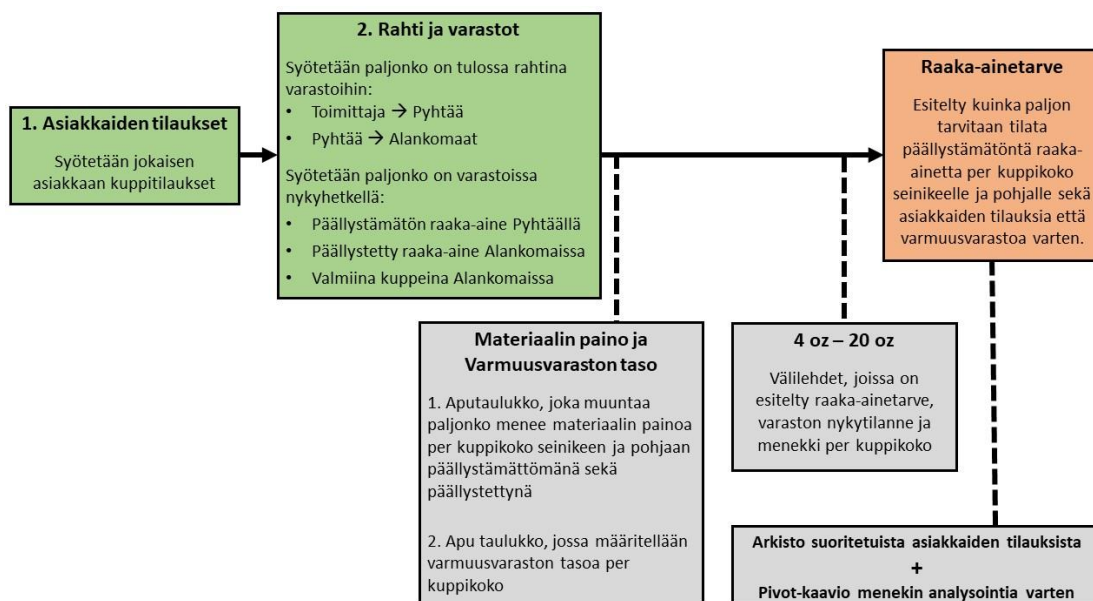 1. Asiakkaiden tilaukset
Syötetään jokaisen
asiakkaan kuppitilaukset
2. Rahti ja varastot
Syötetään paljonko on tulossa rahtina
varastoihin:
• Toimittaja → Pyhtää
• Pyhtää → Alankomaat
Syötetään paljonko on varastoissa
nykyhetkellä:
• Päällystämätön raaka-aine Pyhtäällä
• Päällystetty raaka-aine Alankomaissa
• Valmiina kuppeina Alankomaissa
Raaka-ainetarve
Esitelty kuinka paljon
tarvitaan tilata
päällystämätöntä raaka-
ainetta per kuppikoko
seinikeelle ja pohjalle sekä
asiakkaiden tilauksia että
varmuusvarastoa varten.
Materiaalin paino ja
Varmuusvaraston taso
1. Aputaulukko, joka muuntaa
paljonko menee materiaalin painoa
per kuppikoko seinikeen ja pohjaan
päällystämättömänä sekä
päällystettynä
2. Apu taulukko, jossa määritellään
varmuusvaraston tasoa per
kuppikoko
4 oz – 20 oz
Välilehdet, joissa on
esitelty raaka-ainetarve,
varaston nykytilanne ja
menekki per kuppikoko
Arkisto suoritetuista asiakkaiden tilauksista
+
Pivot-kaavio menekin analysointia varten